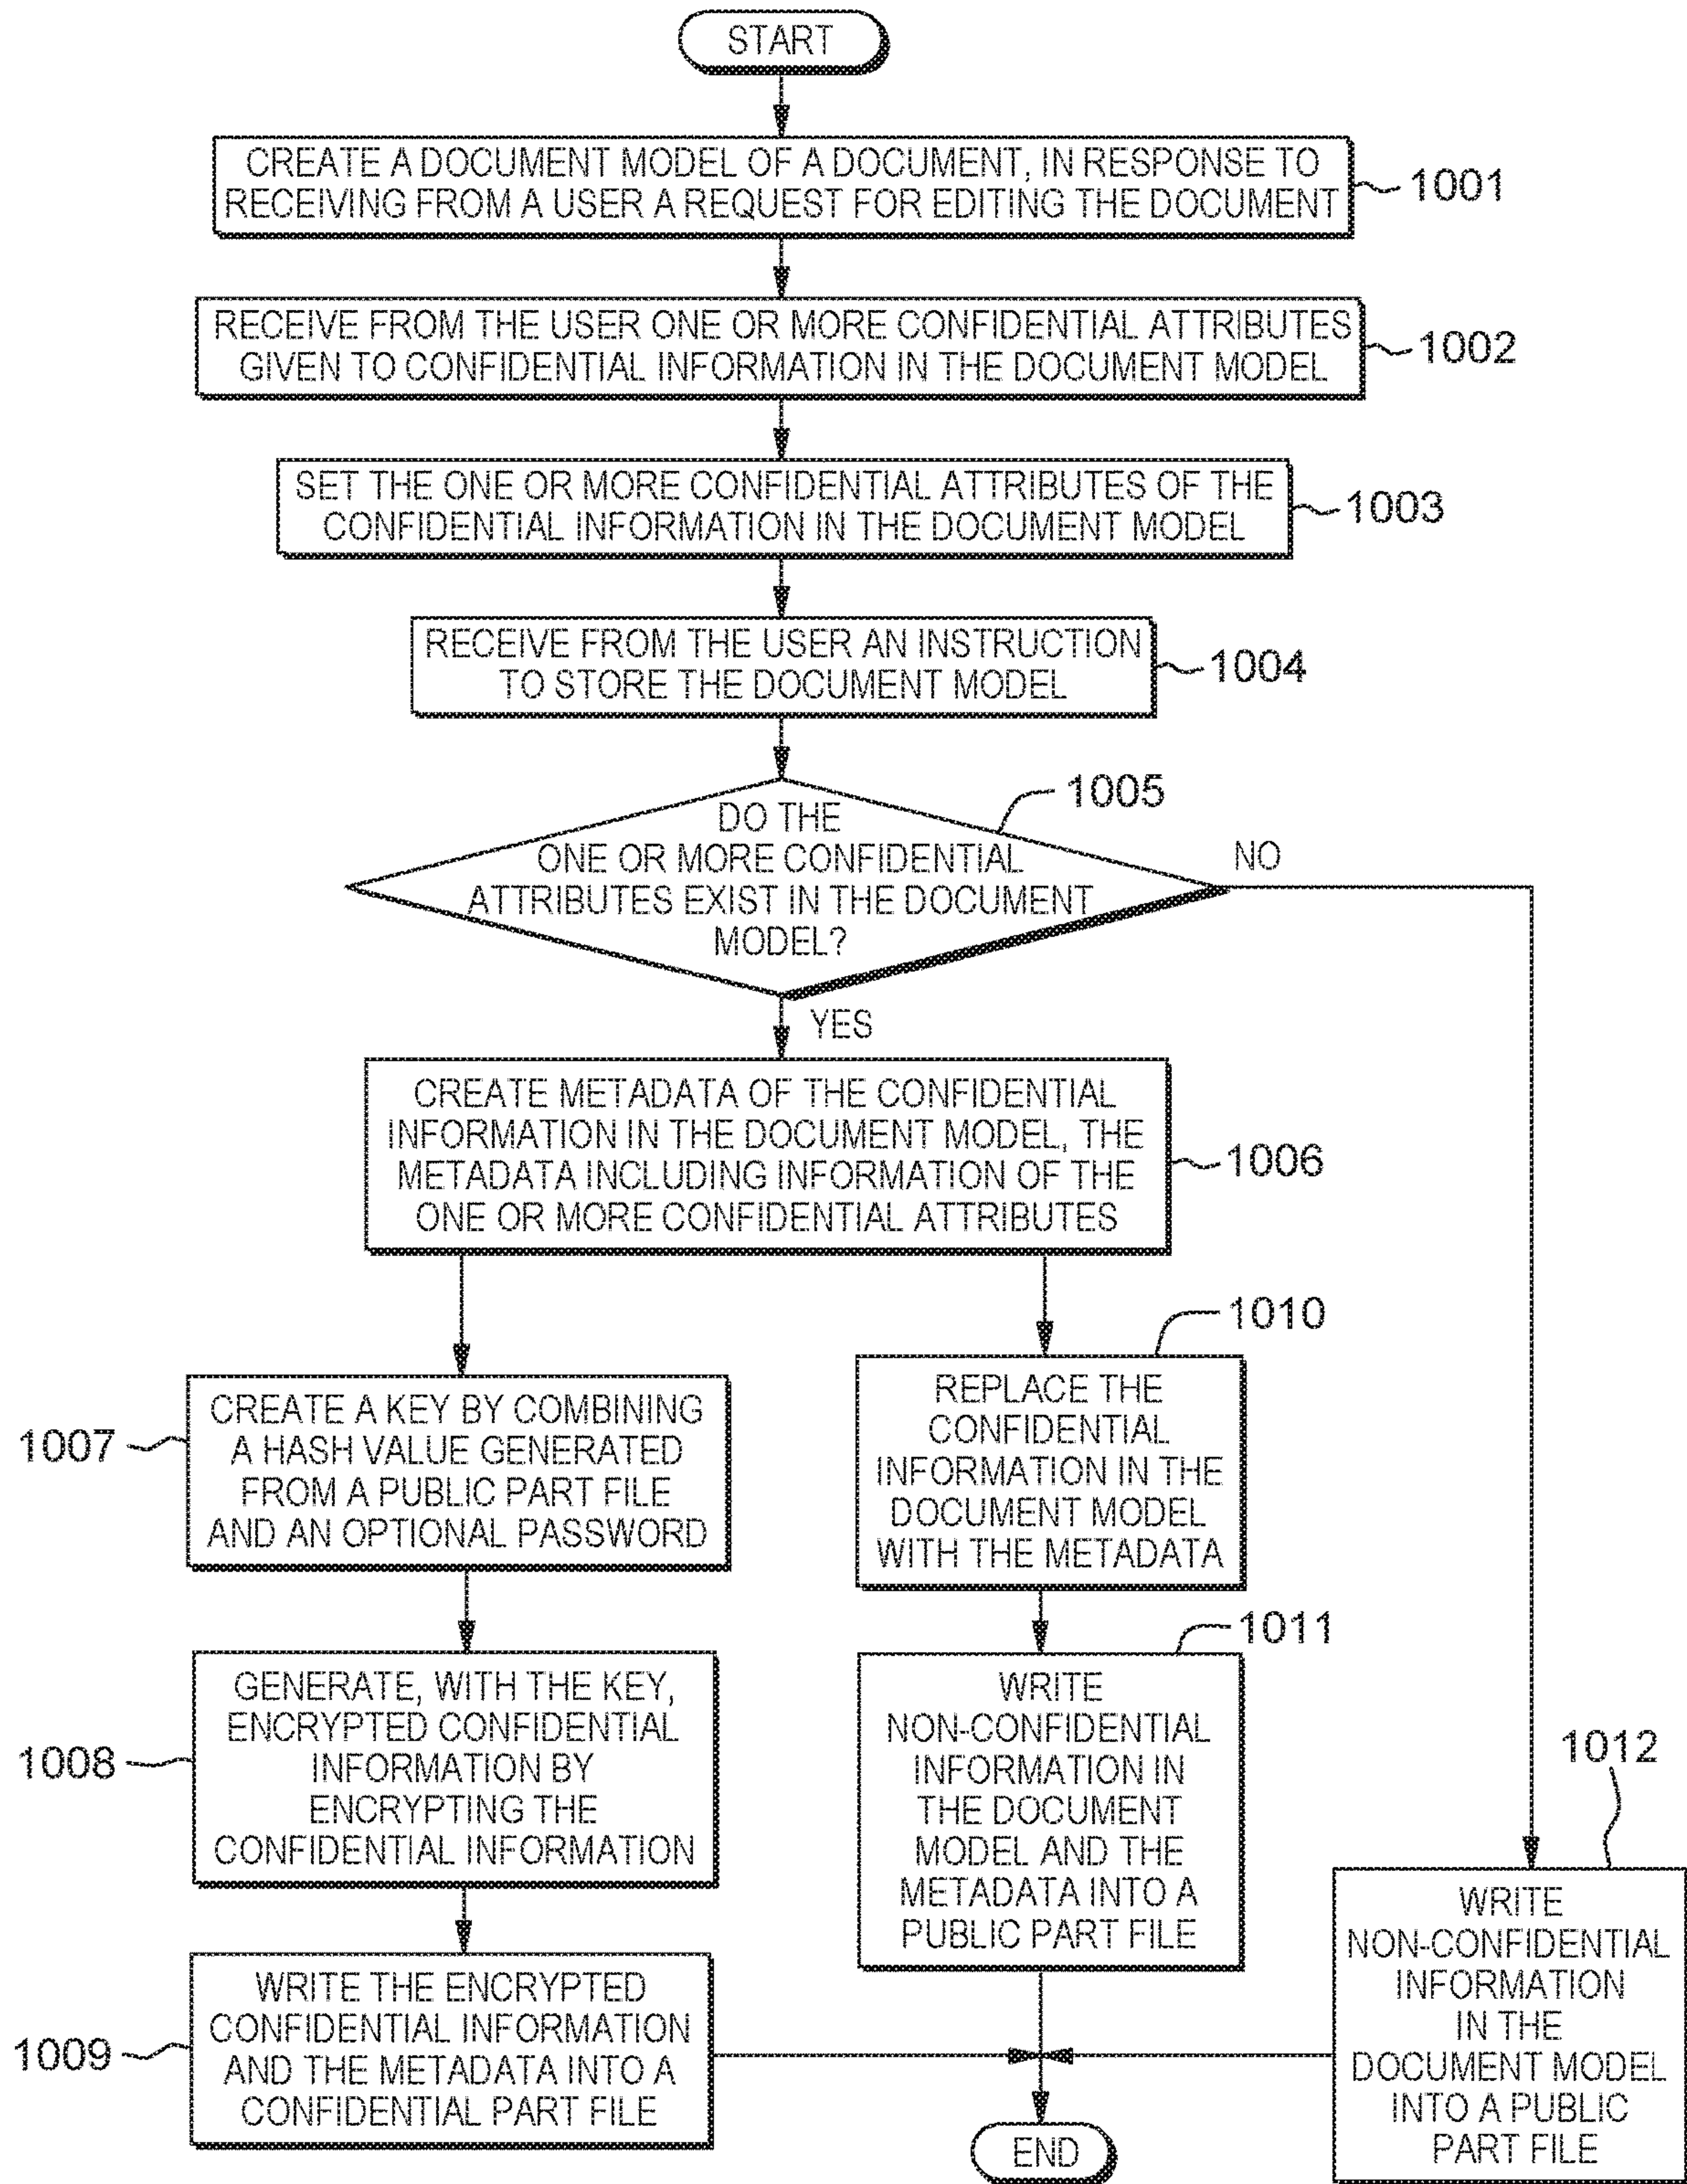 START
CREATE A DOCUMENT MODEL OF A DOCUMENT, IN RESPONSE TO
RECEIVING FROM A USER A REQUEST FOR EDITING THE DOCUMENT
1001
RECEIVE FROM THE USER ONE OR MORE CONFIDENTIAL ATTRIBUTES
GIVEN TO CONFIDENTIAL INFORMATION IN THE DOCUMENT MODEL
1002
SET THE ONE OR MORE CONFIDENTIAL ATTRIBUTES OF THE
CONFIDENTIAL INFORMATION IN THE DOCUMENT MODEL
1003
RECEIVE FROM THE USER AN INSTRUCTION
TO STORE THE DOCUMENT MODEL
1004
1005
DO THE
ONE OR MORE CONFIDENTIAL
ATTRIBUTES EXIST IN THE DOCUMENT
MODEL?
NO
YES
CREATE METADATA OF THE CONFIDENTIAL
INFORMATION IN THE DOCUMENT MODEL, THE
METADATA INCLUDING INFORMATION OF THE
ONE OR MORE CONFIDENTIAL ATTRIBUTES
1006
1007
CREATE A KEY BY COMBINING
A HASH VALUE GENERATED
FROM A PUBLIC PART FILE
AND AN OPTIONAL PASSWORD
1008
GENERATE, WITH THE KEY,
ENCRYPTED CONFIDENTIAL
INFORMATION BY
ENCRYPTING THE
CONFIDENTIAL INFORMATION
1009
WRITE THE ENCRYPTED
CONFIDENTIAL INFORMATION
AND THE METADATA INTO A
CONFIDENTIAL PART FILE
1010
REPLACE THE
CONFIDENTIAL
INFORMATION IN THE
DOCUMENT MODEL
WITH THE METADATA
1011
WRITE
NON-CONFIDENTIAL
INFORMATION IN
THE DOCUMENT
MODEL AND THE
METADATA INTO A
PUBLIC PART FILE
1012
WRITE
NON-CONFIDENTIAL
INFORMATION
IN THE
DOCUMENT MODEL
INTO A PUBLIC
PART FILE
END